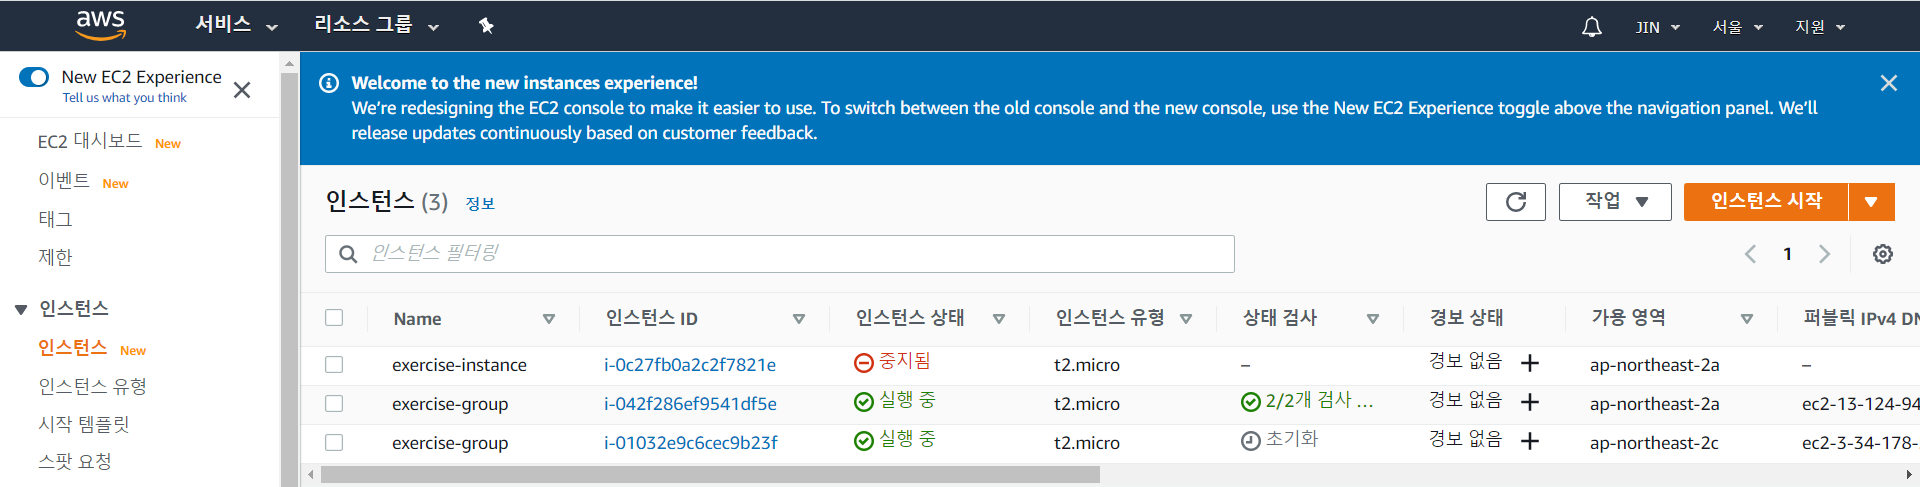 aws 서비스 리소스 그룹 JIN 서울 지원
New EC2 Experience
Tell us what you think
EC2 대시보드 New
이벤트 New
태그
제한
인스턴스
인스턴스 New
인스턴스 유형
시작 템플릿
스팟 요청
Welcome to the new instances experience!
We're redesigning the EC2 console to make it easier to use. To switch between the old console and the new console, use the New EC2 Experience toggle above the navigation panel. We'll
release updates continuously based on customer feedback.
인스턴스 (3) 정보 작업 인스턴스 시작
인스턴스 필터링 1
Name 인스턴스 ID 인스턴스 상태 인스턴스 유형 상태 검사 경보 상태 가용 영역 퍼블릭 IPv4 DN
exercise-instance i-0c27fb0a2c2f7821e 중지됨 t2.micro – 경보 없음 + ap-northeast-2a –
exercise-group i-042f286ef9541df5e 실행 중 t2.micro 2/2개 검사 ... 경보 없음 + ap-northeast-2a ec2-13-124-94
exercise-group i-01032e9c6cec9b23f 실행 중 t2.micro 초기화 경보 없음 + ap-northeast-2c ec2-3-34-178-